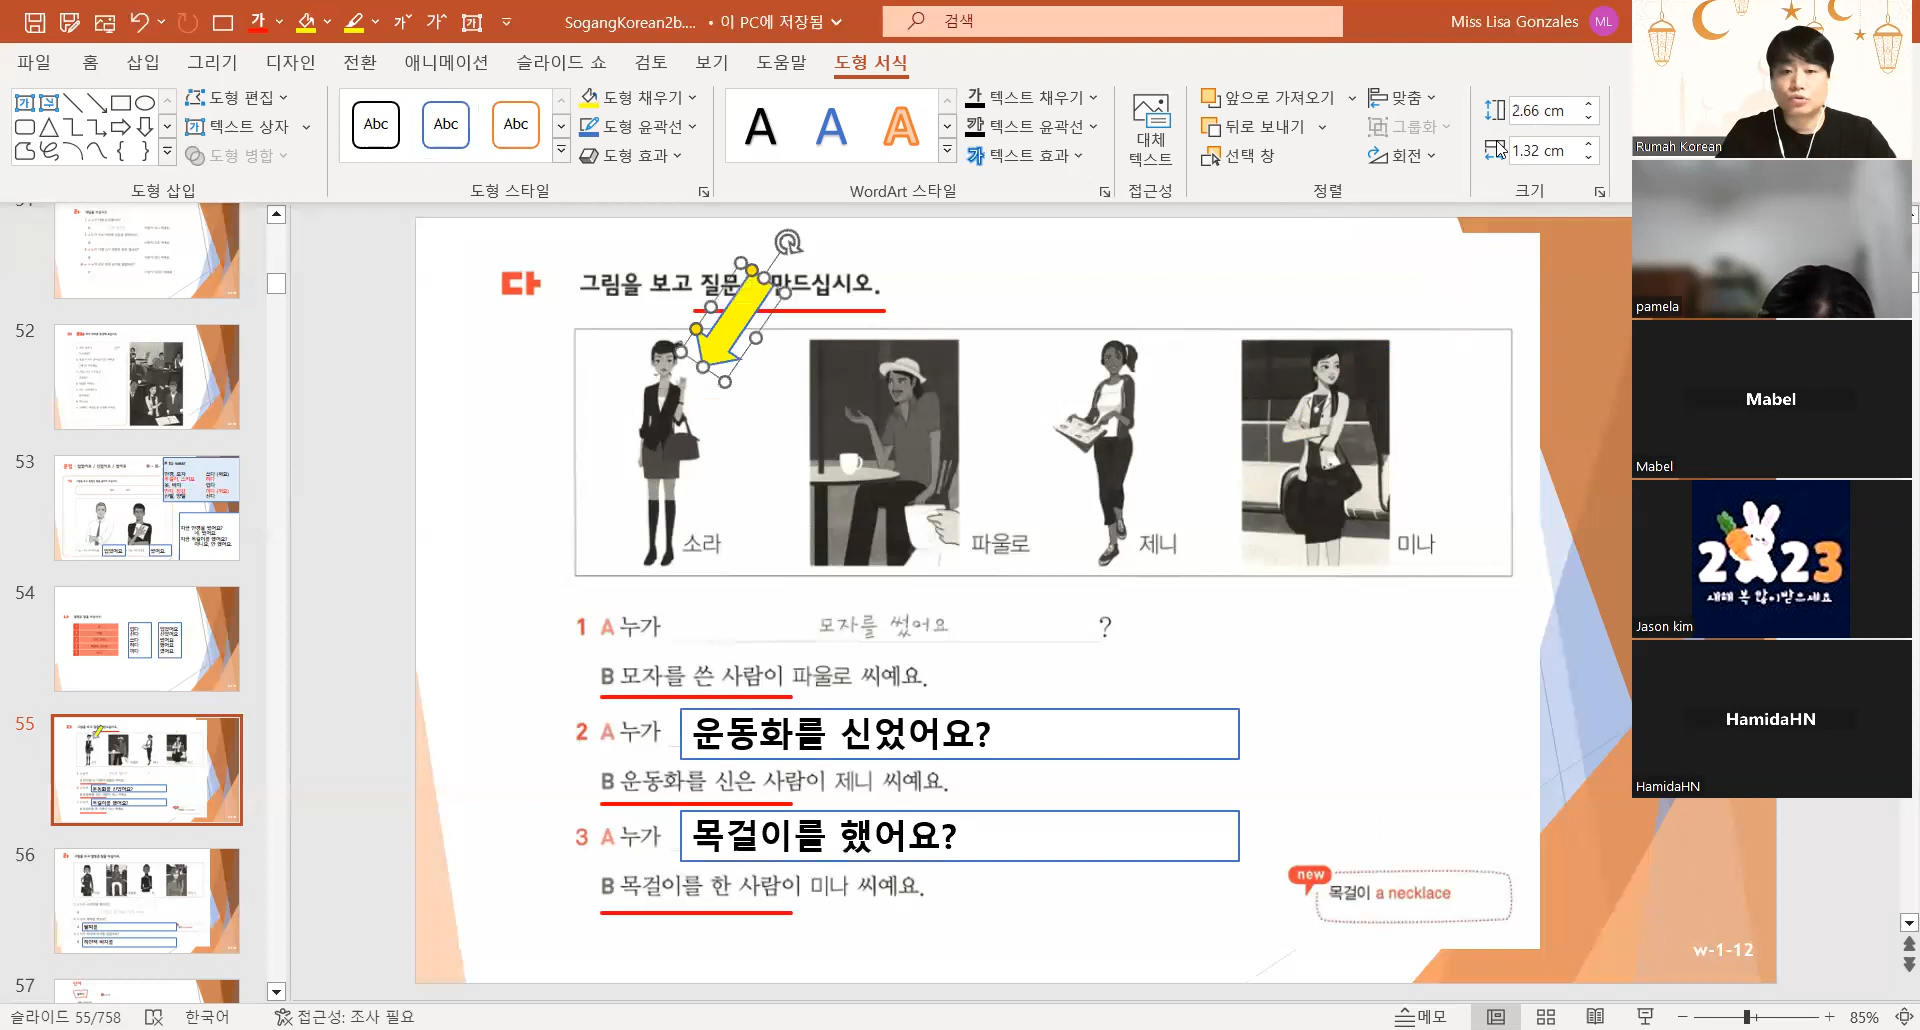 SogangKorean2b.... • 이 PC에 저장됨
검색
Miss Lisa Gonzales ML
파일 홈 삽입 그리기 디자인 전환 애니메이션 슬라이드 쇼 검토 보기 도움말 도형 서식
도형 편집
텍스트 상자
도형 병합
도형 삽입
Abc Abc Abc
도형 채우기
도형 윤곽선
도형 효과
도형 스타일
A A A
텍스트 채우기
텍스트 윤곽선
텍스트 효과
WordArt 스타일
대체
텍스트
접근성
앞으로 가져오기
뒤로 보내기
선택 창
맞춤
그룹화
회전
정렬
2.66 cm
1.32 cm
크기
52
53
54
55
56
57
다 그림을 보고 질문 만드십시오.
소라
파울로
제니
미나
1 A 누가 모자를 썼어요 ?
B 모자를 쓴 사람이 파울로 씨예요.
2 A 누가 운동화를 신었어요?
B 운동화를 신은 사람이 제니 씨예요.
3 A 누가 목걸이를 했어요?
B 목걸이를 한 사람이 미나 씨예요.
new
목걸이 a necklace
w-1-12
Rumah Korean
pamela
Mabel
Mabel
2023
새해 복 많이받으세요
Jason kim
HamidaHN
HamidaHN
슬라이드 55/758 한국어 접근성: 조사 필요
메모 85%